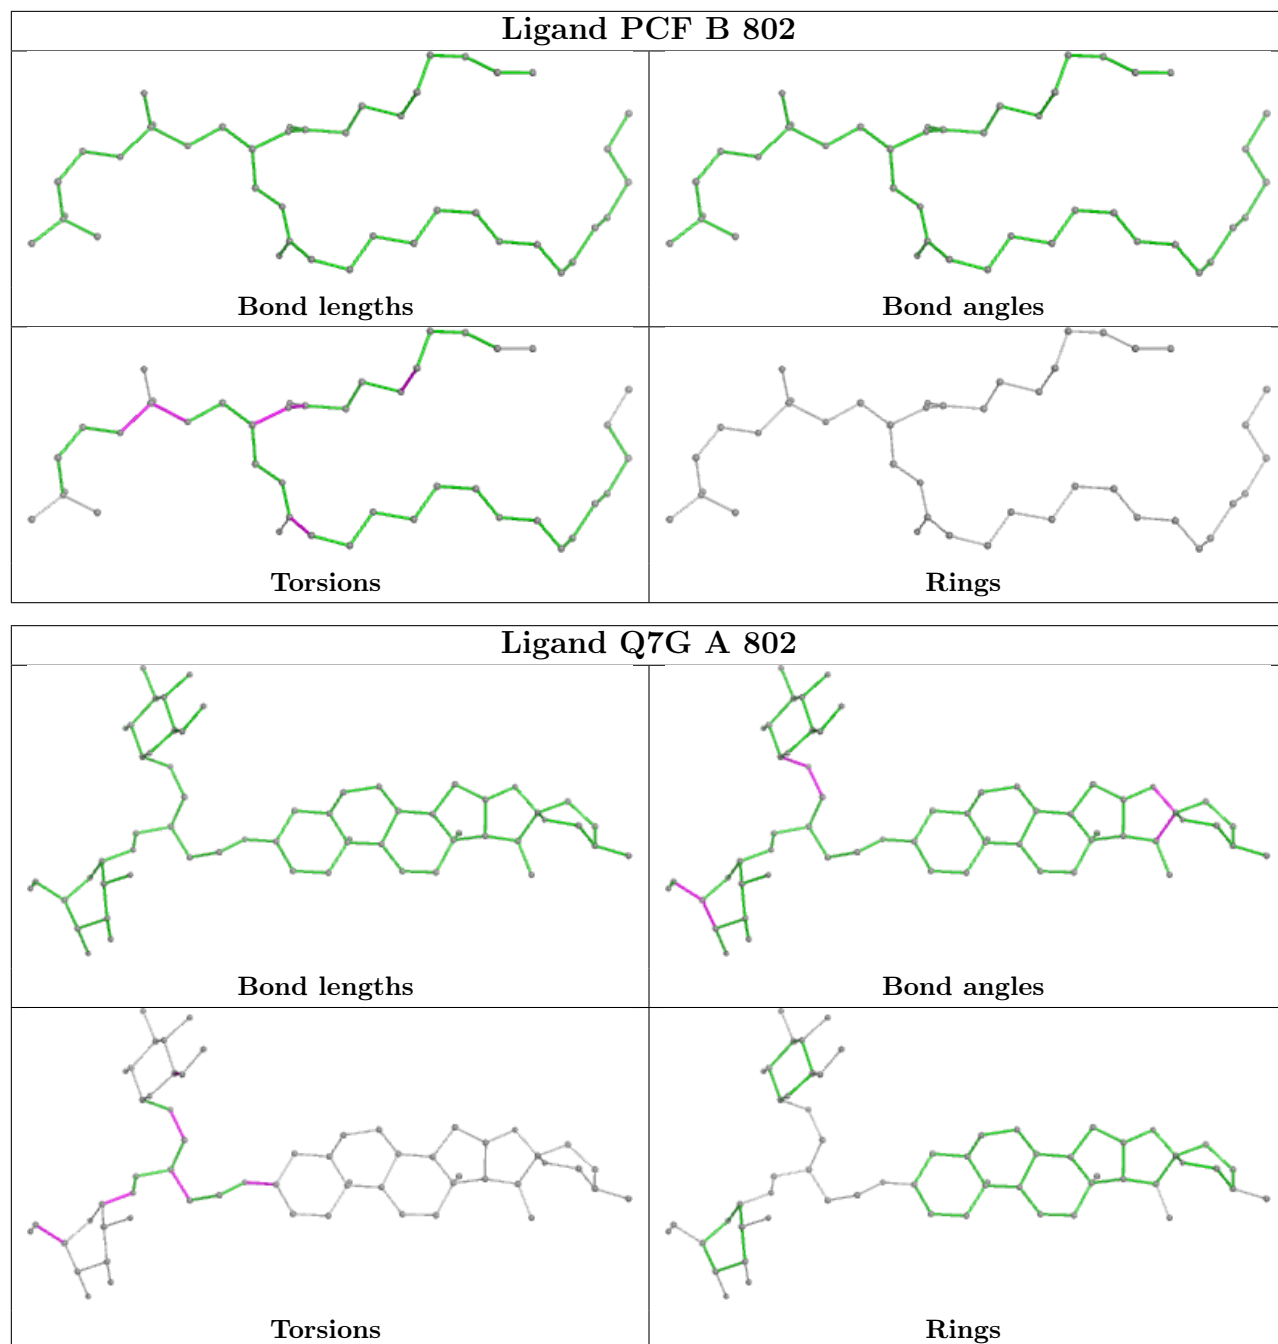 Ligand PCF B 802
Bond lengths
Bond angles
Torsions
Rings
Ligand Q7G A 802
Bond lengths
Bond angles
Torsions
Rings